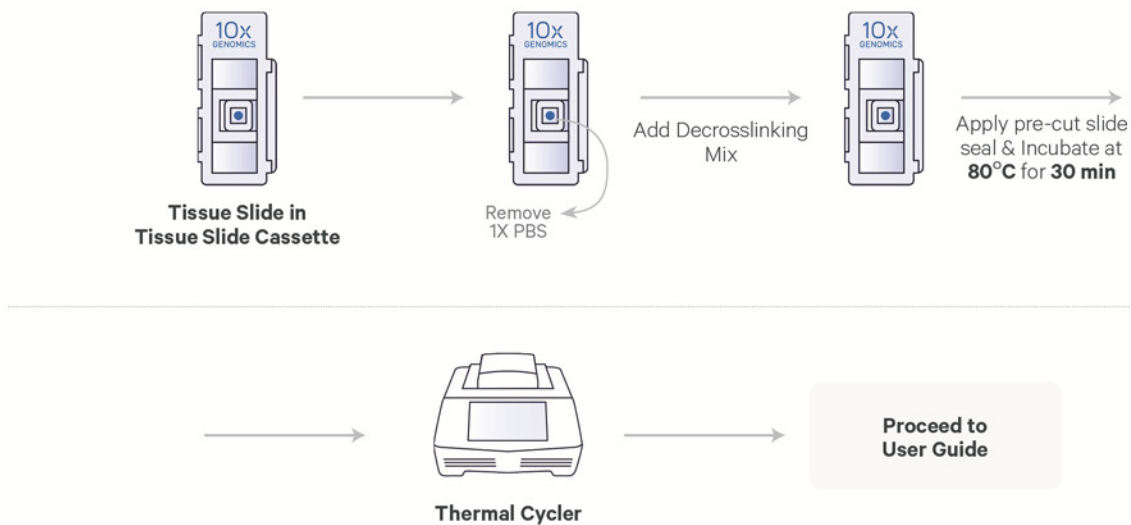 10x
GENOMICS
10x
GENOMICS
10x
GENOMICS
Tissue Slide in
Tissue Slide Cassette
Remove
1X PBS
Add Decrosslinking
Mix
Apply pre-cut slide
seal & Incubate at
80°C for 30 min
Thermal Cycler
Proceed to
User Guide